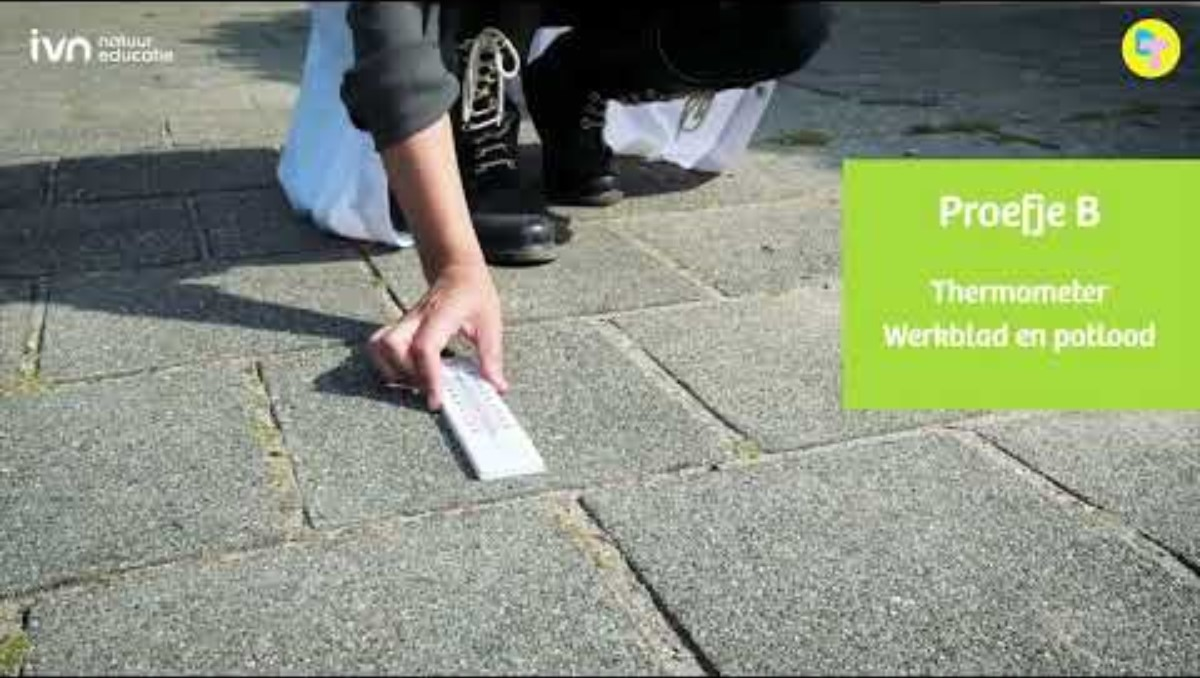 ivn natuur
educatie
Proefje B
Thermometer
Werkblad en potlood